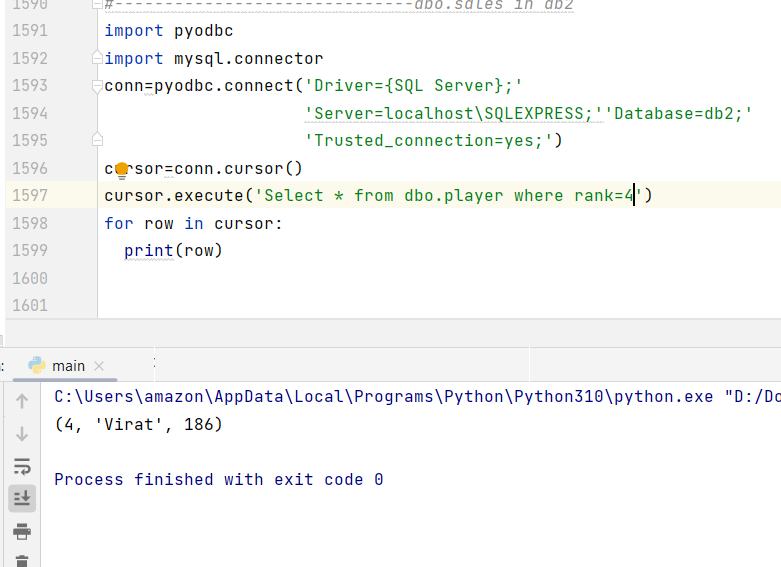 1590 #------------------------------dbo.sales in db2
1591 import pyodbc
1592 import mysql.connector
1593 conn=pyodbc.connect('Driver={SQL Server};'
1594 'Server=localhost\SQLEXPRESS;''Database=db2;'
1595 'Trusted_connection=yes;')
1596 cursor=conn.cursor()
1597 cursor.execute('Select * from dbo.player where rank=4')
1598 for row in cursor:
1599 print(row)
1600
1601
main
C:\Users\amazon\AppData\Local\Programs\Python\Python310\python.exe "D:/Do
(4, 'Virat', 186)
Process finished with exit code 0